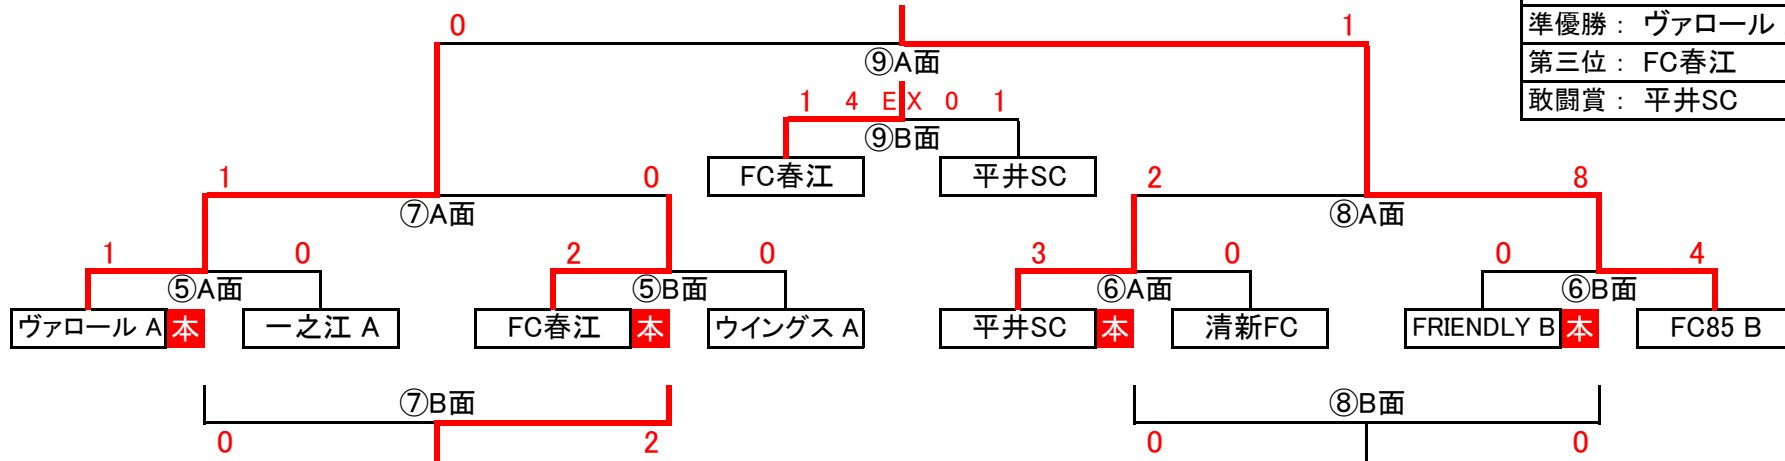 0
1
準優勝： ヴァロール
⑨A面
第三位： FC春江
1 4 EX 0 1
敢闘賞： 平井SC
⑨B面
FC春江
平井SC
1
0
2
8
⑦A面
⑧A面
1
0
2
0
3
0
0
4
⑤A面
⑤B面
⑥A面
⑥B面
ヴァロール A
本
一之江 A
FC春江
本
ウイングス A
平井SC
本
清新FC
FRIENDLY B
本
FC85 B
⑦B面
⑧B面
0
2
0
0